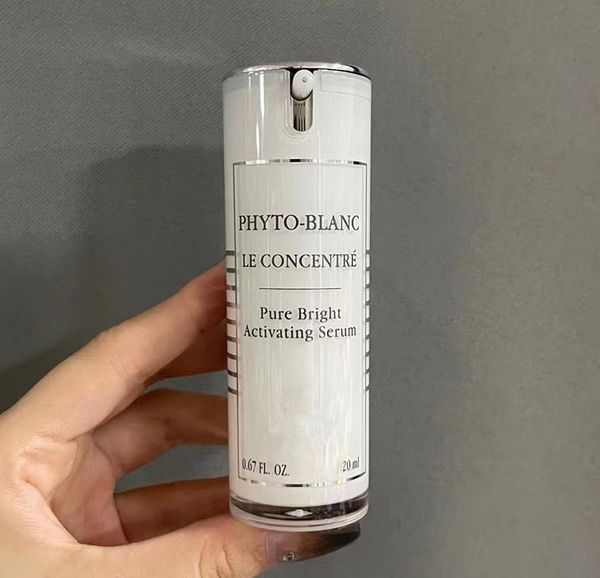 PHYTO-BLANC
LE CONCENTRÉ
Pure Bright
Activating Serum
0.67 FL. OZ. 20 ml